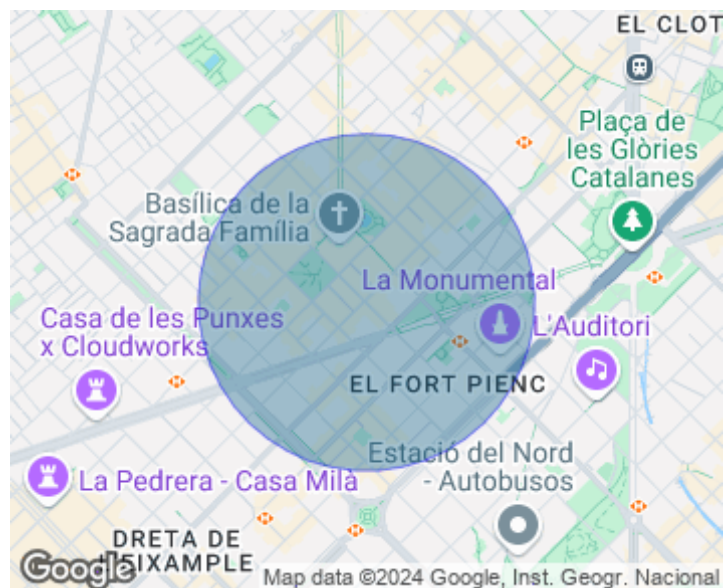 EL CLOT
Plaça de
les Glòries
Catalanes
Basílica de la
Sagrada Família
La Monumental
Casa de les Punxes
x Cloudworks
L'Auditori
EL FORT PIENC
Estació del Nord
- Autobusos
La Pedrera - Casa Milà
DRETA DE
L'EIXAMPLE
Google
Map data ©2024 Google, Inst. Geogr. Nacional